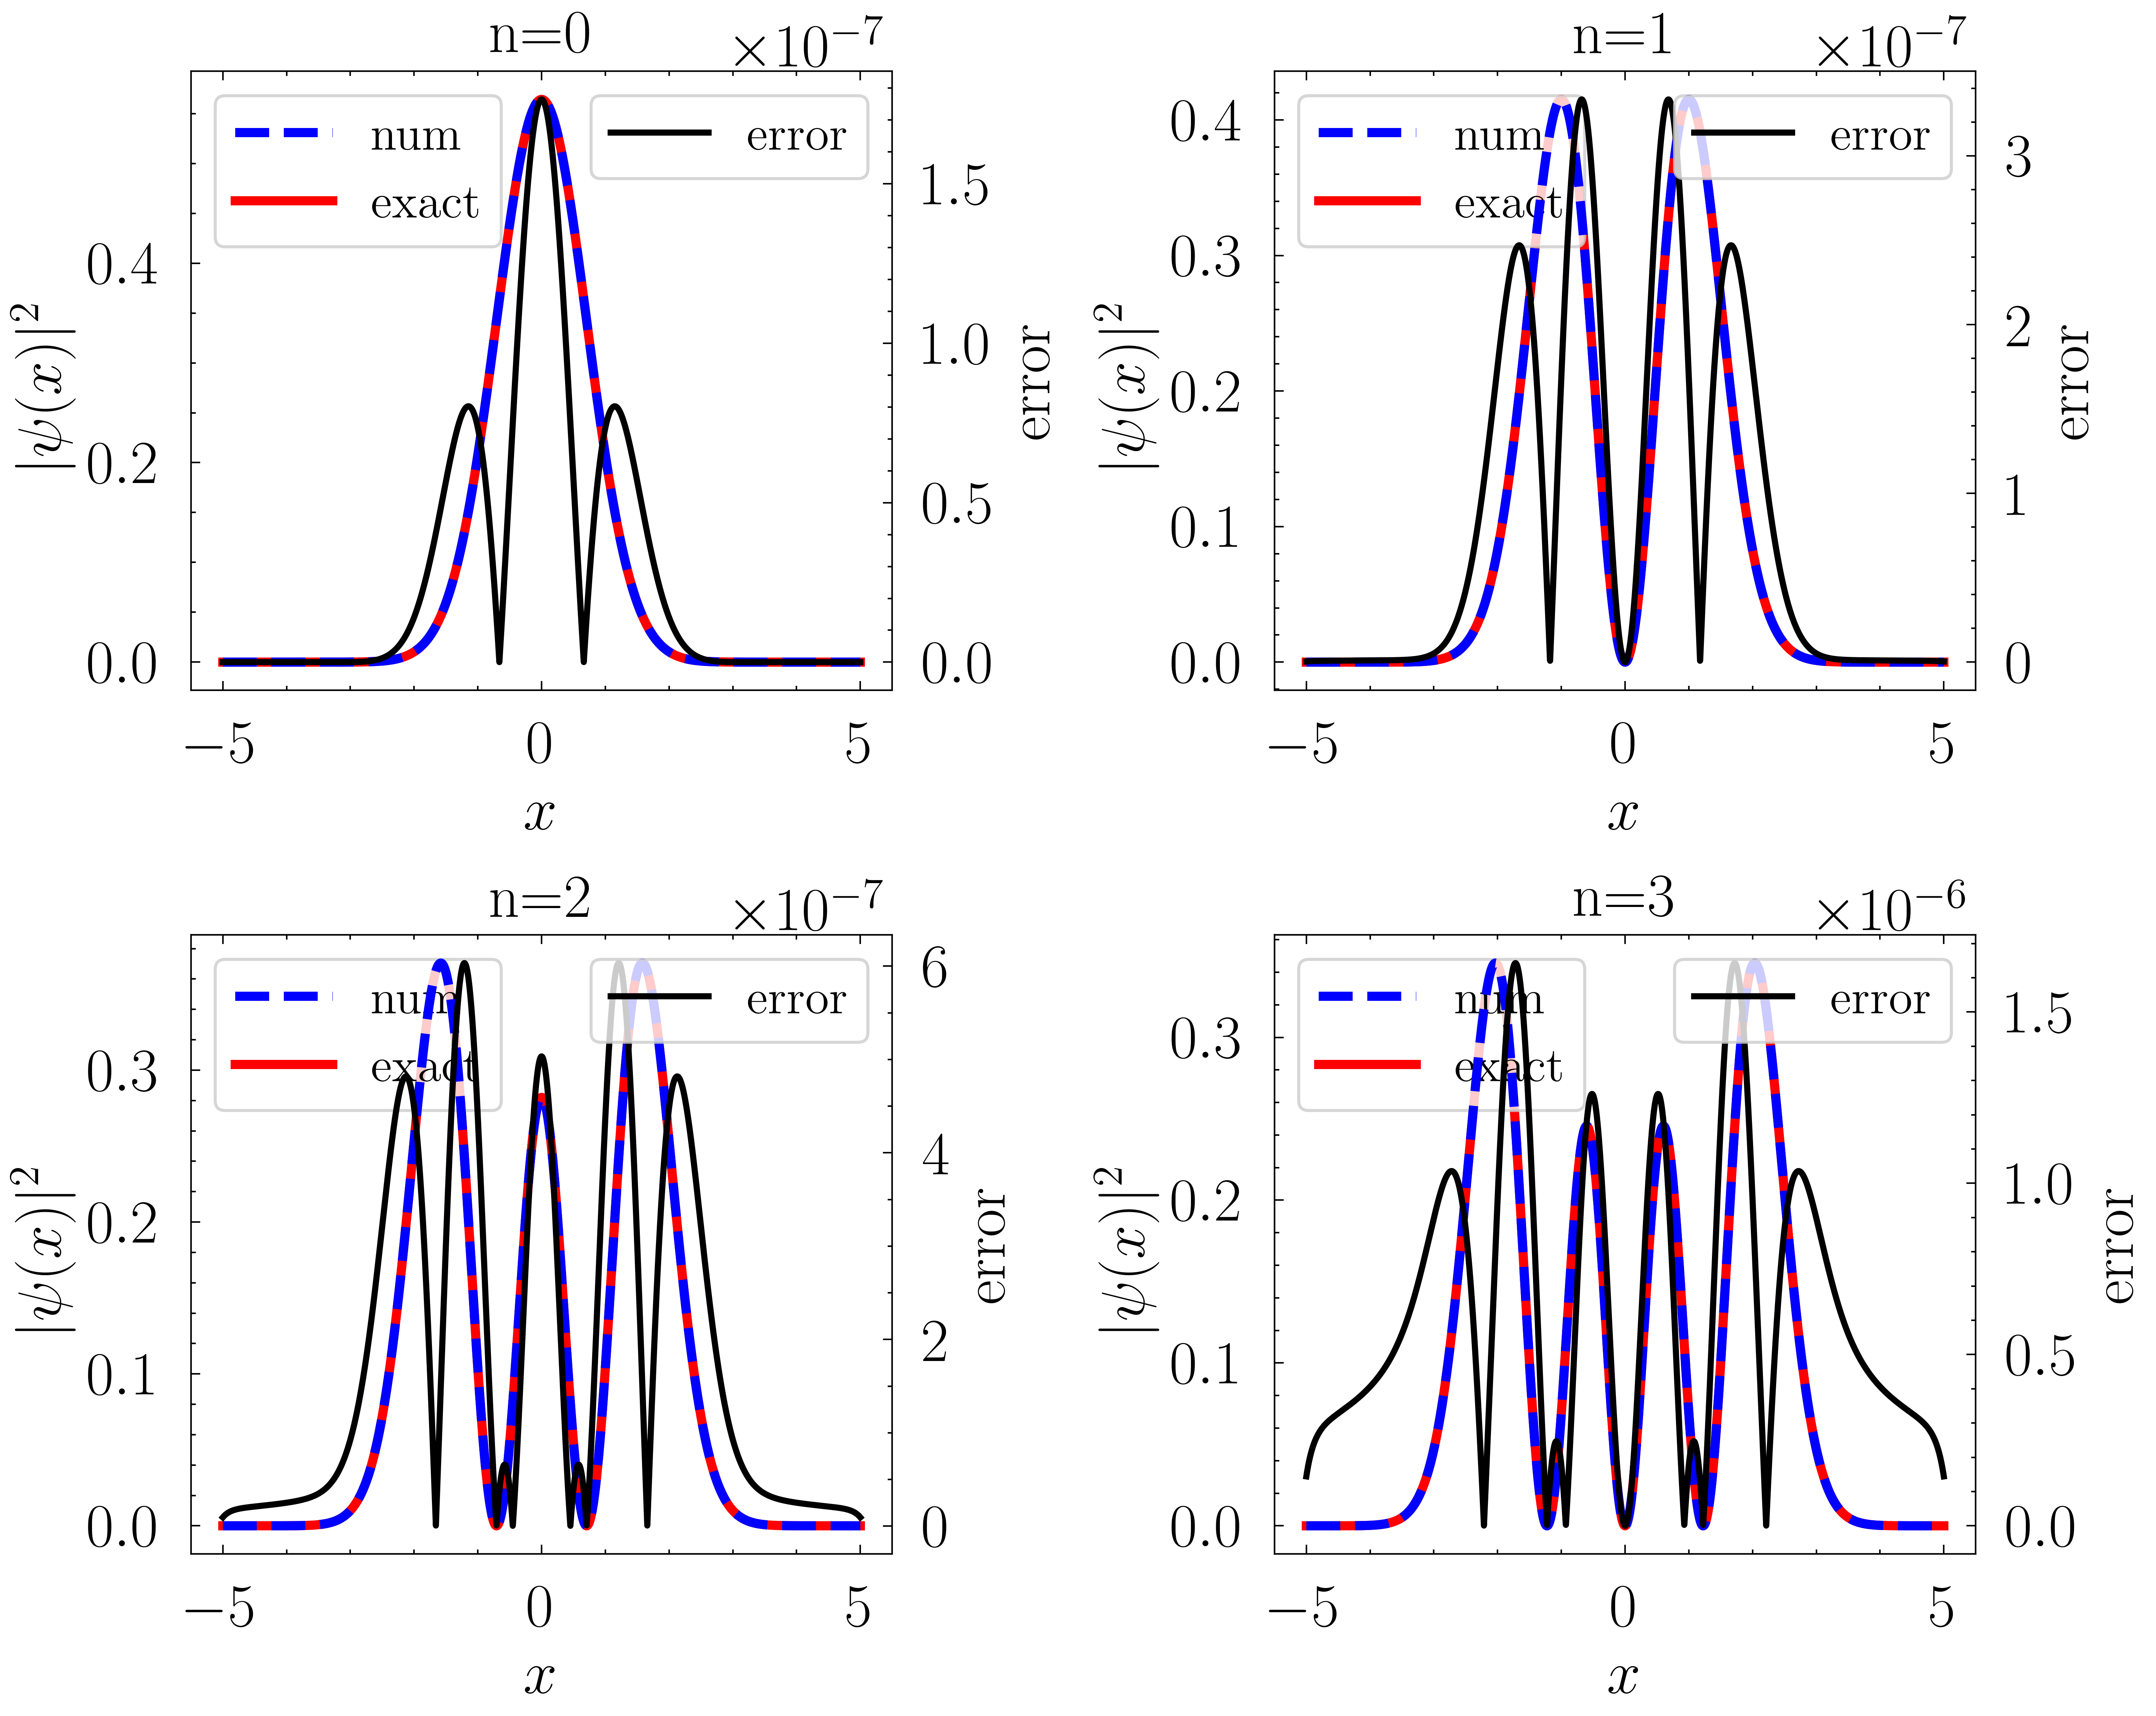 n=0
×10⁻⁷
num
exact
error
0.4
0.2
0.0
|ψ(x)|²
1.5
1.0
0.5
0.0
error
−5 0 5
x
n=1
×10⁻⁷
num
exact
error
0.4
0.3
0.2
0.1
0.0
|ψ(x)|²
3
2
1
0
error
−5 0 5
x
n=2
×10⁻⁷
num
exact
error
0.3
0.2
0.1
0.0
|ψ(x)|²
6
4
2
0
error
−5 0 5
x
n=3
×10⁻⁶
num
exact
error
0.3
0.2
0.1
0.0
|ψ(x)|²
1.5
1.0
0.5
0.0
error
−5 0 5
x